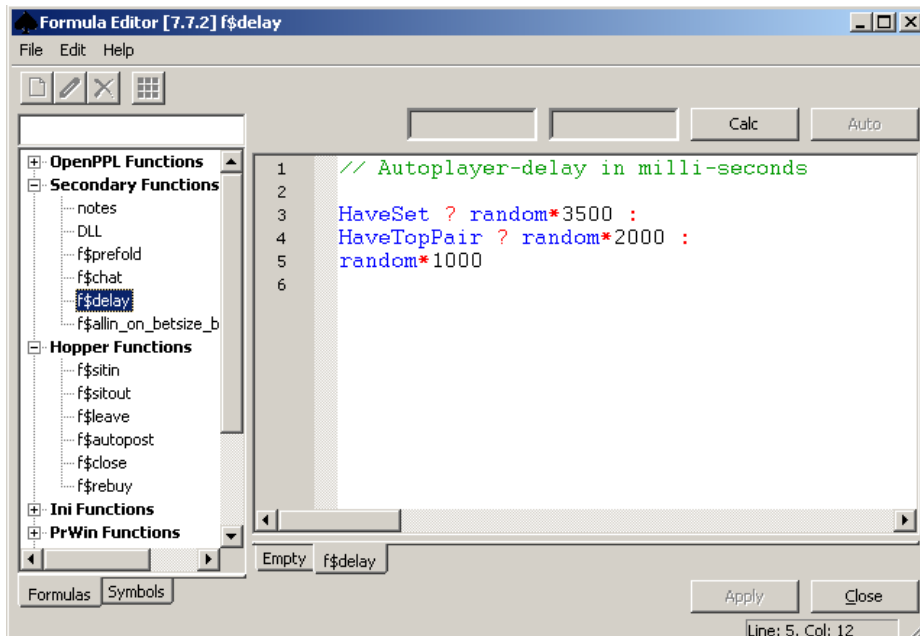 Formula Editor [7.7.2] f$delay
File Edit Help
Calc Auto
OpenPPL Functions
Secondary Functions
notes
DLL
f$prefold
f$chat
f$delay
f$allin_on_betsize_b
Hopper Functions
f$sitin
f$sitout
f$leave
f$autopost
f$close
f$rebuy
Ini Functions
PrWin Functions
Formulas Symbols
1 // Autoplayer-delay in milli-seconds
2
3 HaveSet ? random*3500 :
4 HaveTopPair ? random*2000 :
5 random*1000
6
Empty f$delay
Apply Close
Line: 5, Col: 12